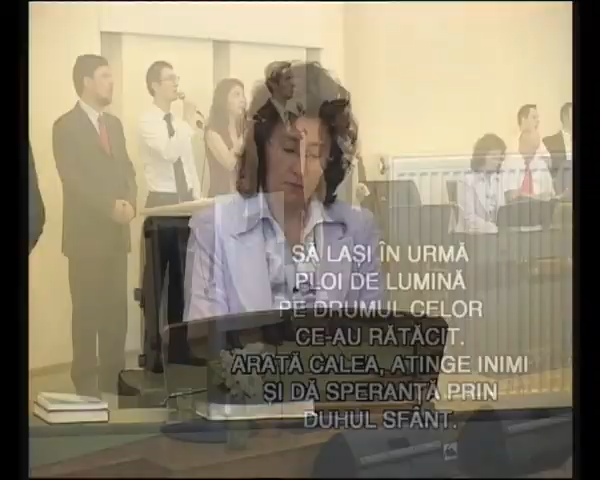 SĂ LAȘI ÎN URMĂ
PLOI DE LUMINĂ
PE DRUMUL CELOR
CE-AU RĂTĂCIT.
ARATĂ CALEA, ATINGE INIMI
ȘI DĂ SPERANȚĂ PRIN
DUHUL SFÂNT.